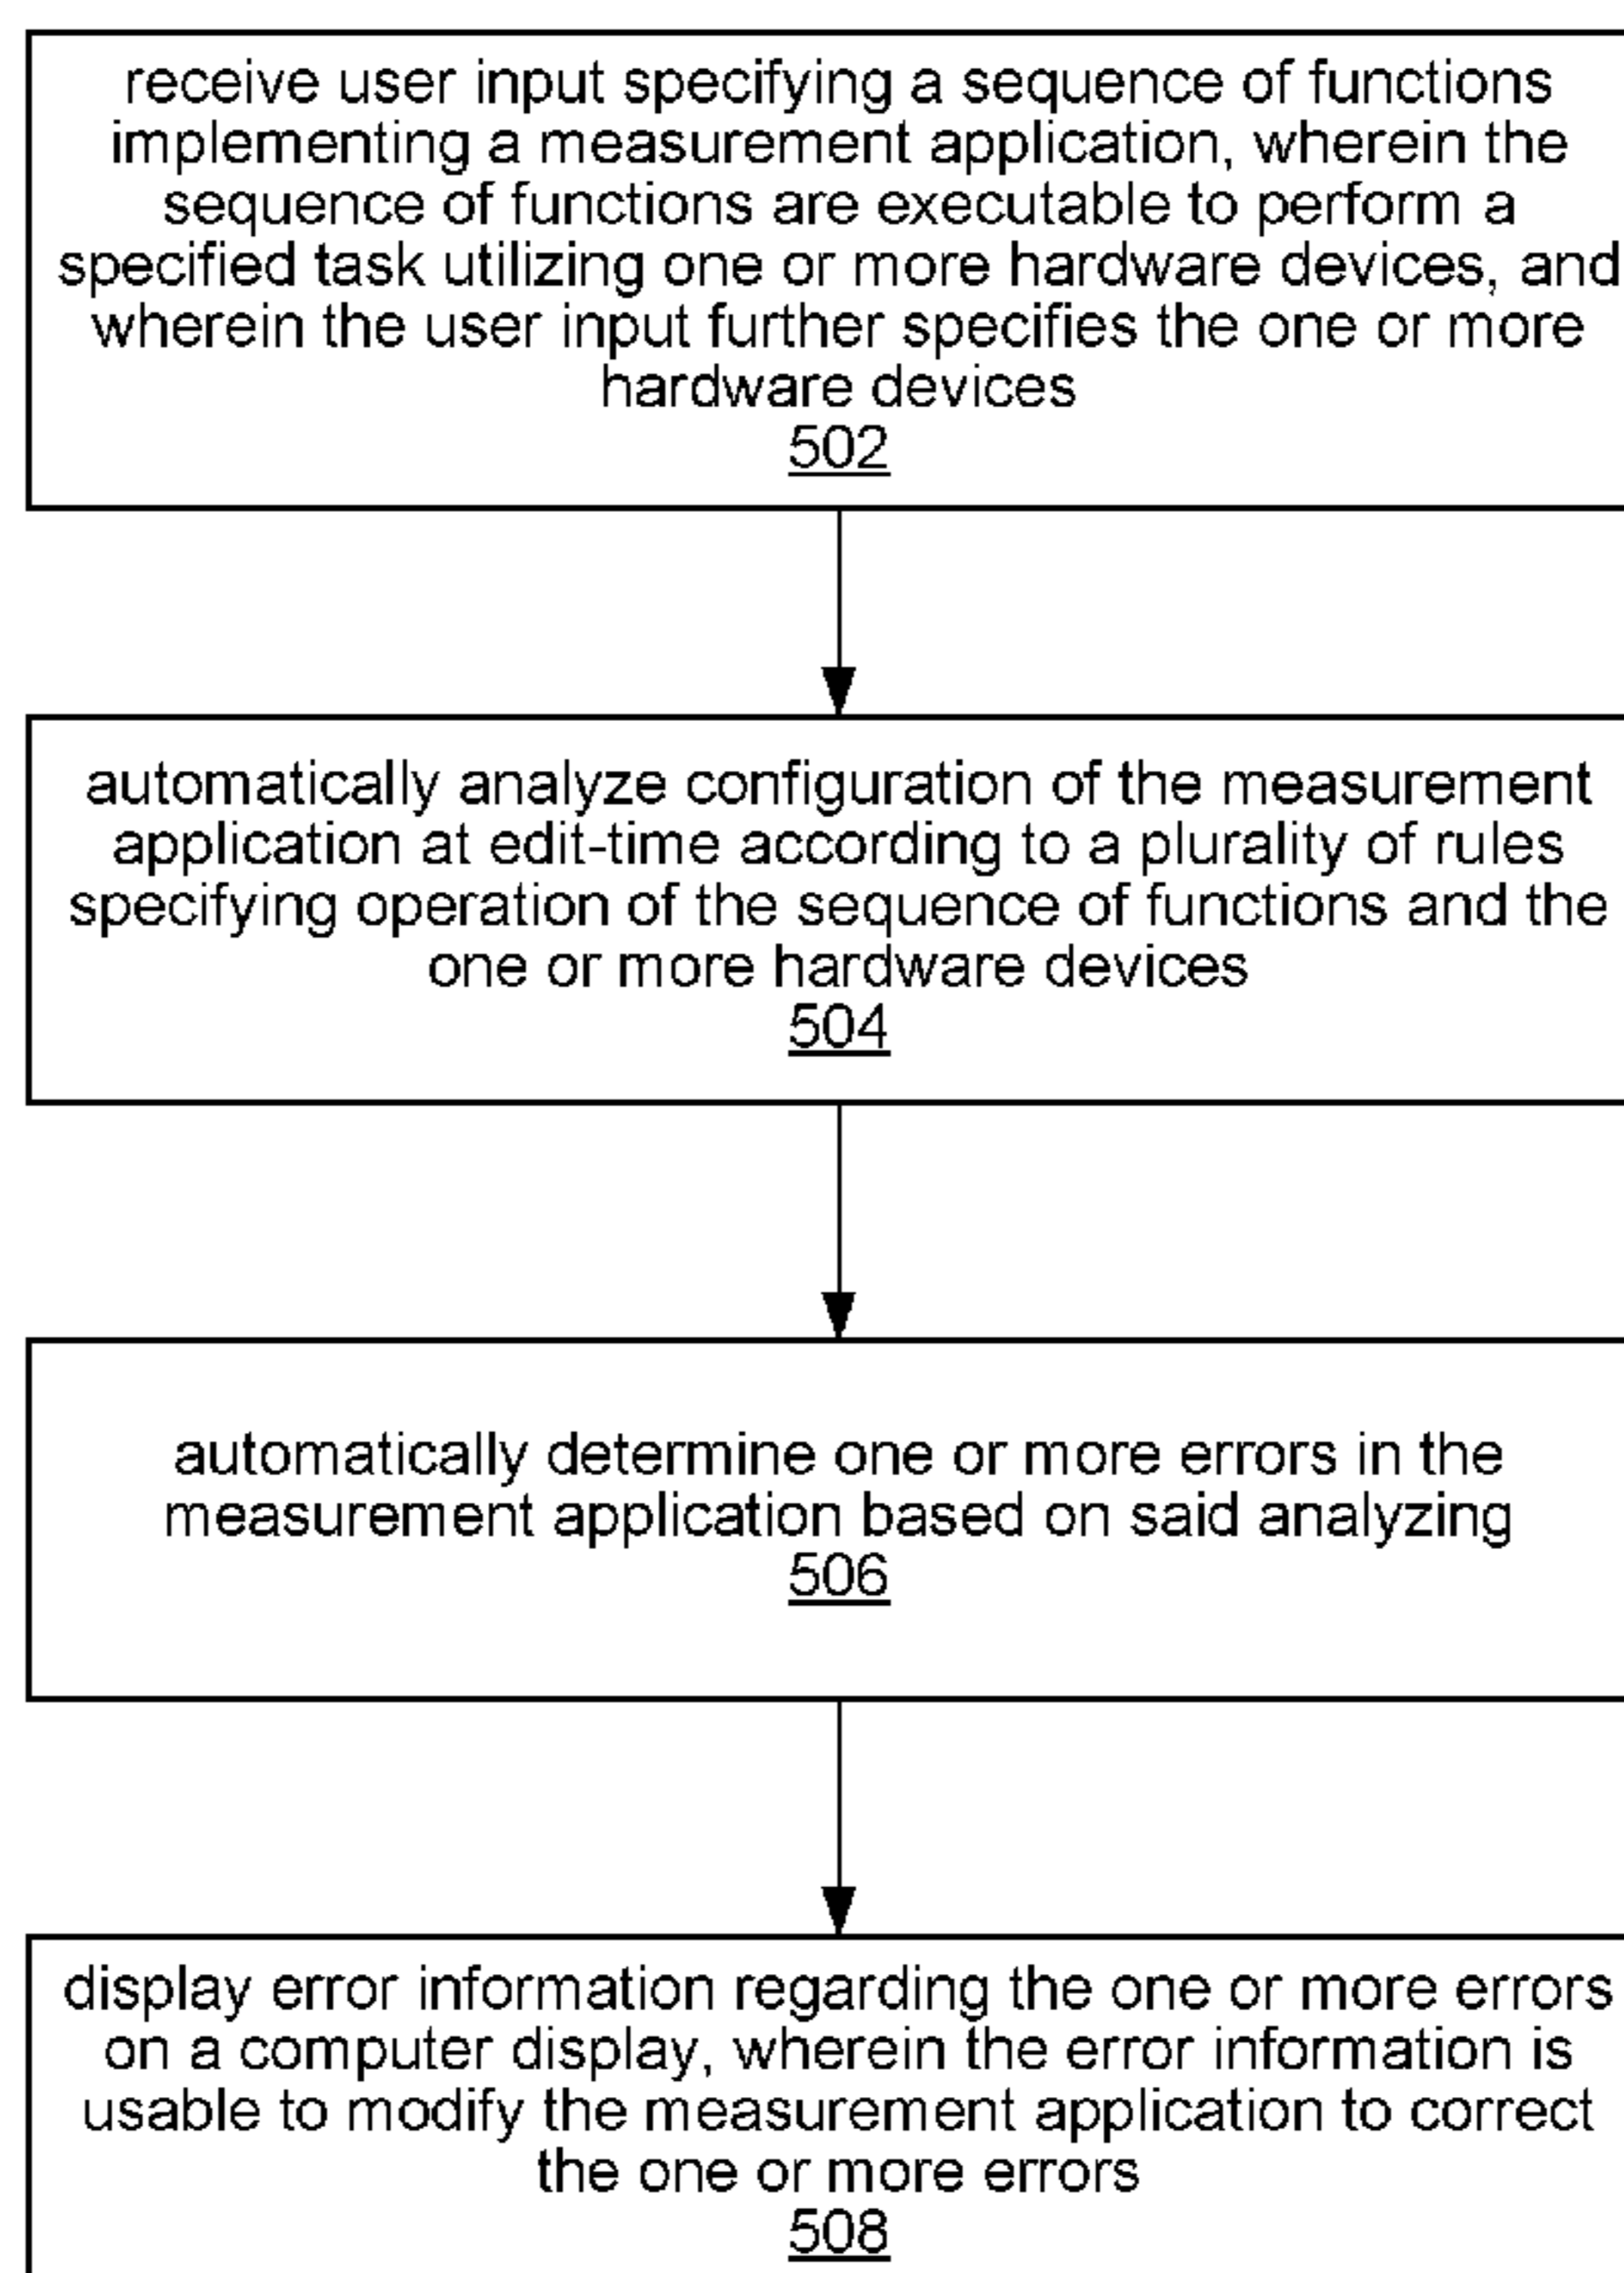 receive user input specifying a sequence of functions
implementing a measurement application, wherein the
sequence of functions are executable to perform a
specified task utilizing one or more hardware devices, and
wherein the user input further specifies the one or more
hardware devices
502
automatically analyze configuration of the measurement
application at edit-time according to a plurality of rules
specifying operation of the sequence of functions and the
one or more hardware devices
504
automatically determine one or more errors in the
measurement application based on said analyzing
506
display error information regarding the one or more errors
on a computer display, wherein the error information is
usable to modify the measurement application to correct
the one or more errors
508